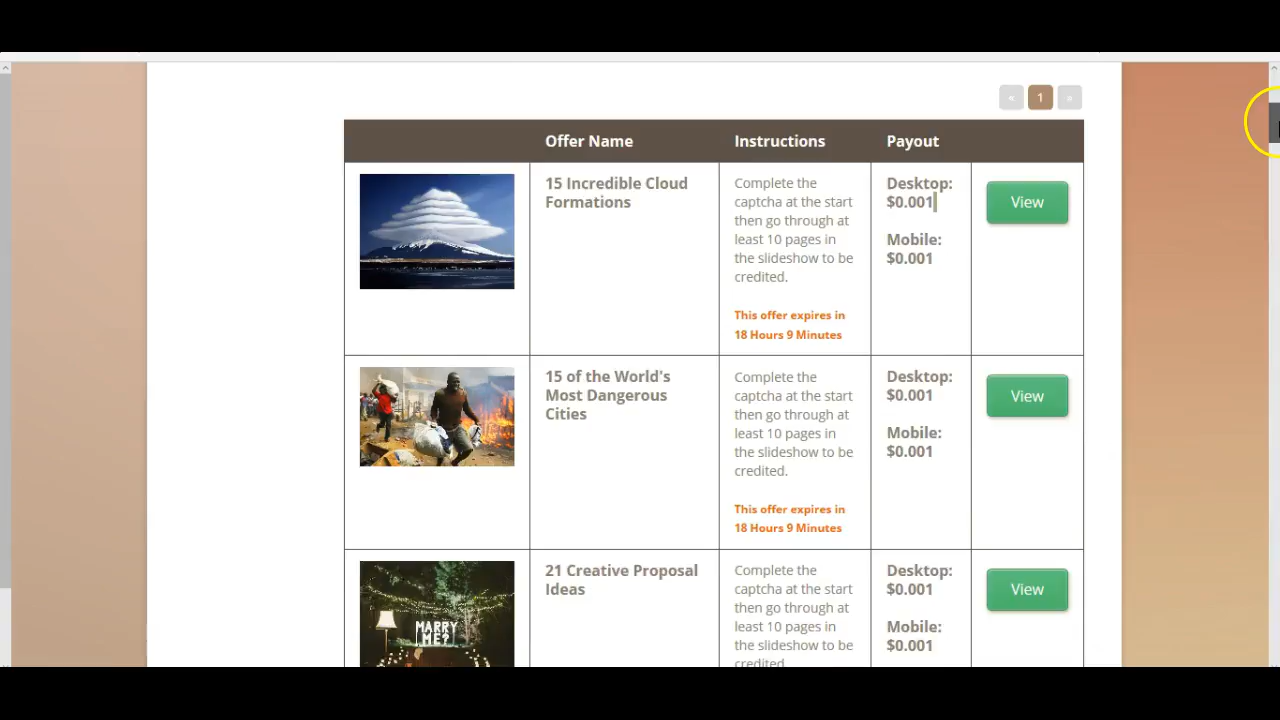 « 1 »
Offer Name Instructions Payout
15 Incredible Cloud
Formations
Complete the
captcha at the start
then go through at
least 10 pages in
the slideshow to be
credited.
This offer expires in
18 Hours 9 Minutes
Desktop:
$0.001
Mobile:
$0.001
View
15 of the World's
Most Dangerous
Cities
Complete the
captcha at the start
then go through at
least 10 pages in
the slideshow to be
credited.
This offer expires in
18 Hours 9 Minutes
Desktop:
$0.001
Mobile:
$0.001
View
MARRY
ME?
21 Creative Proposal
Ideas
Complete the
captcha at the start
then go through at
least 10 pages in
the slideshow to be
credited
Desktop:
$0.001
Mobile:
$0.001
View